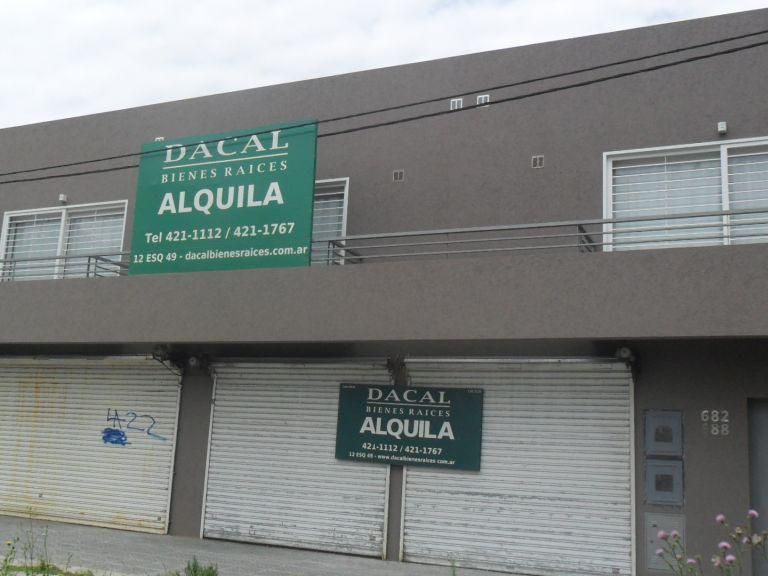 DACAL
BIENES RAICES
ALQUILA
Tel 421-1112 / 421-1767
12 ESQ 49 - dacalbienesraices.com.ar
DACAL
BIENES RAICES
ALQUILA
421-1112 / 421-1767
12 ESQ 49 - www.dacalbienesraices.com.ar
LA22
682
688